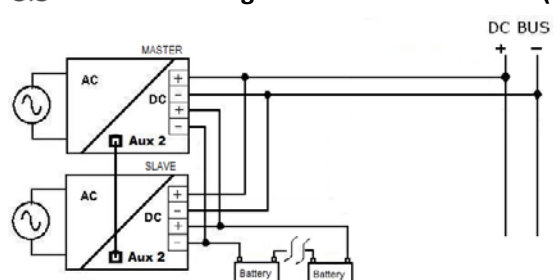 DC BUS
+ −
MASTER
AC
DC
+
−
+
−
Aux 2
SLAVE
AC
DC
+
−
+
−
Aux 2
Battery
Battery